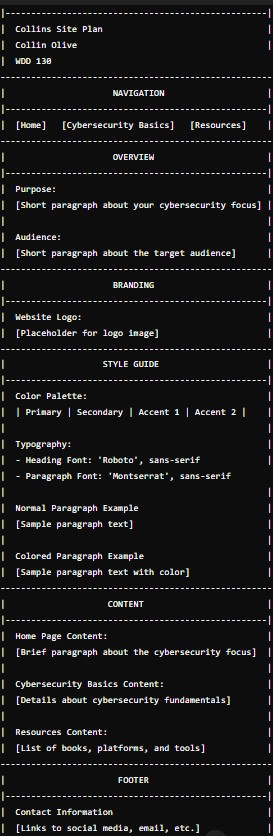 Collins Site Plan
Collin Olive
WDD 130
NAVIGATION
[Home] [Cybersecurity Basics] [Resources]
OVERVIEW
Purpose:
[Short paragraph about your cybersecurity focus]
Audience:
[Short paragraph about the target audience]
BRANDING
Website Logo:
[Placeholder for logo image]
STYLE GUIDE
Color Palette:
| Primary | Secondary | Accent 1 | Accent 2 |
Typography:
- Heading Font: 'Roboto', sans-serif
- Paragraph Font: 'Montserrat', sans-serif
Normal Paragraph Example
[Sample paragraph text]
Colored Paragraph Example
[Sample paragraph text with color]
CONTENT
Home Page Content:
[Brief paragraph about the cybersecurity focus]
Cybersecurity Basics Content:
[Details about cybersecurity fundamentals]
Resources Content:
[List of books, platforms, and tools]
FOOTER
Contact Information
[Links to social media, email, etc.]